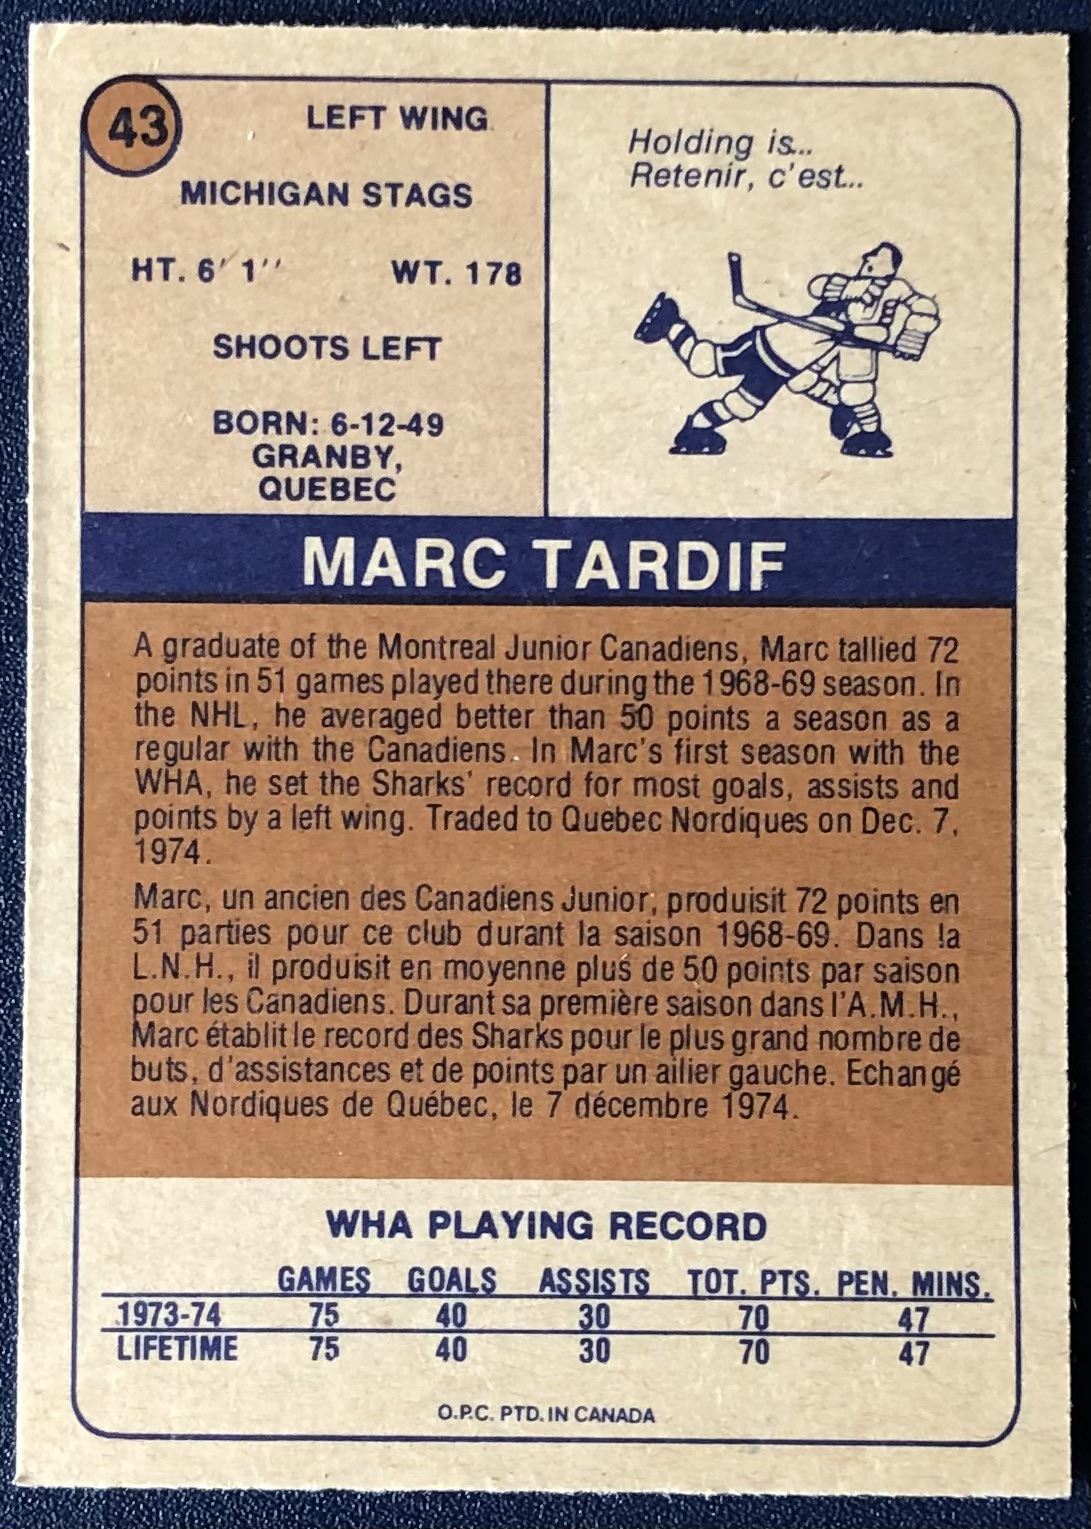 43
LEFT WING
MICHIGAN STAGS
HT. 6' 1'' WT. 178
SHOOTS LEFT
BORN: 6-12-49
GRANBY,
QUEBEC
Holding is...
Retenir, c'est...
MARC TARDIF
A graduate of the Montreal Junior Canadiens, Marc tallied 72
points in 51 games played there during the 1968-69 season. In
the NHL, he averaged better than 50 points a season as a
regular with the Canadiens. In Marc's first season with the
WHA, he set the Sharks' record for most goals, assists and
points by a left wing. Traded to Quebec Nordiques on Dec. 7,
1974.
Marc, un ancien des Canadiens Junior, produisit 72 points en
51 parties pour ce club durant la saison 1968-69. Dans la
L.N.H., il produisit en moyenne plus de 50 points par saison
pour les Canadiens. Durant sa première saison dans l'A.M.H.,
Marc établit le record des Sharks pour le plus grand nombre de
buts, d'assistances et de points par un ailier gauche. Echangé
aux Nordiques de Québec, le 7 décembre 1974.
WHA PLAYING RECORD
GAMES GOALS ASSISTS TOT. PTS. PEN. MINS.
1973-74 75 40 30 70 47
LIFETIME 75 40 30 70 47
O.P.C. PTD. IN CANADA